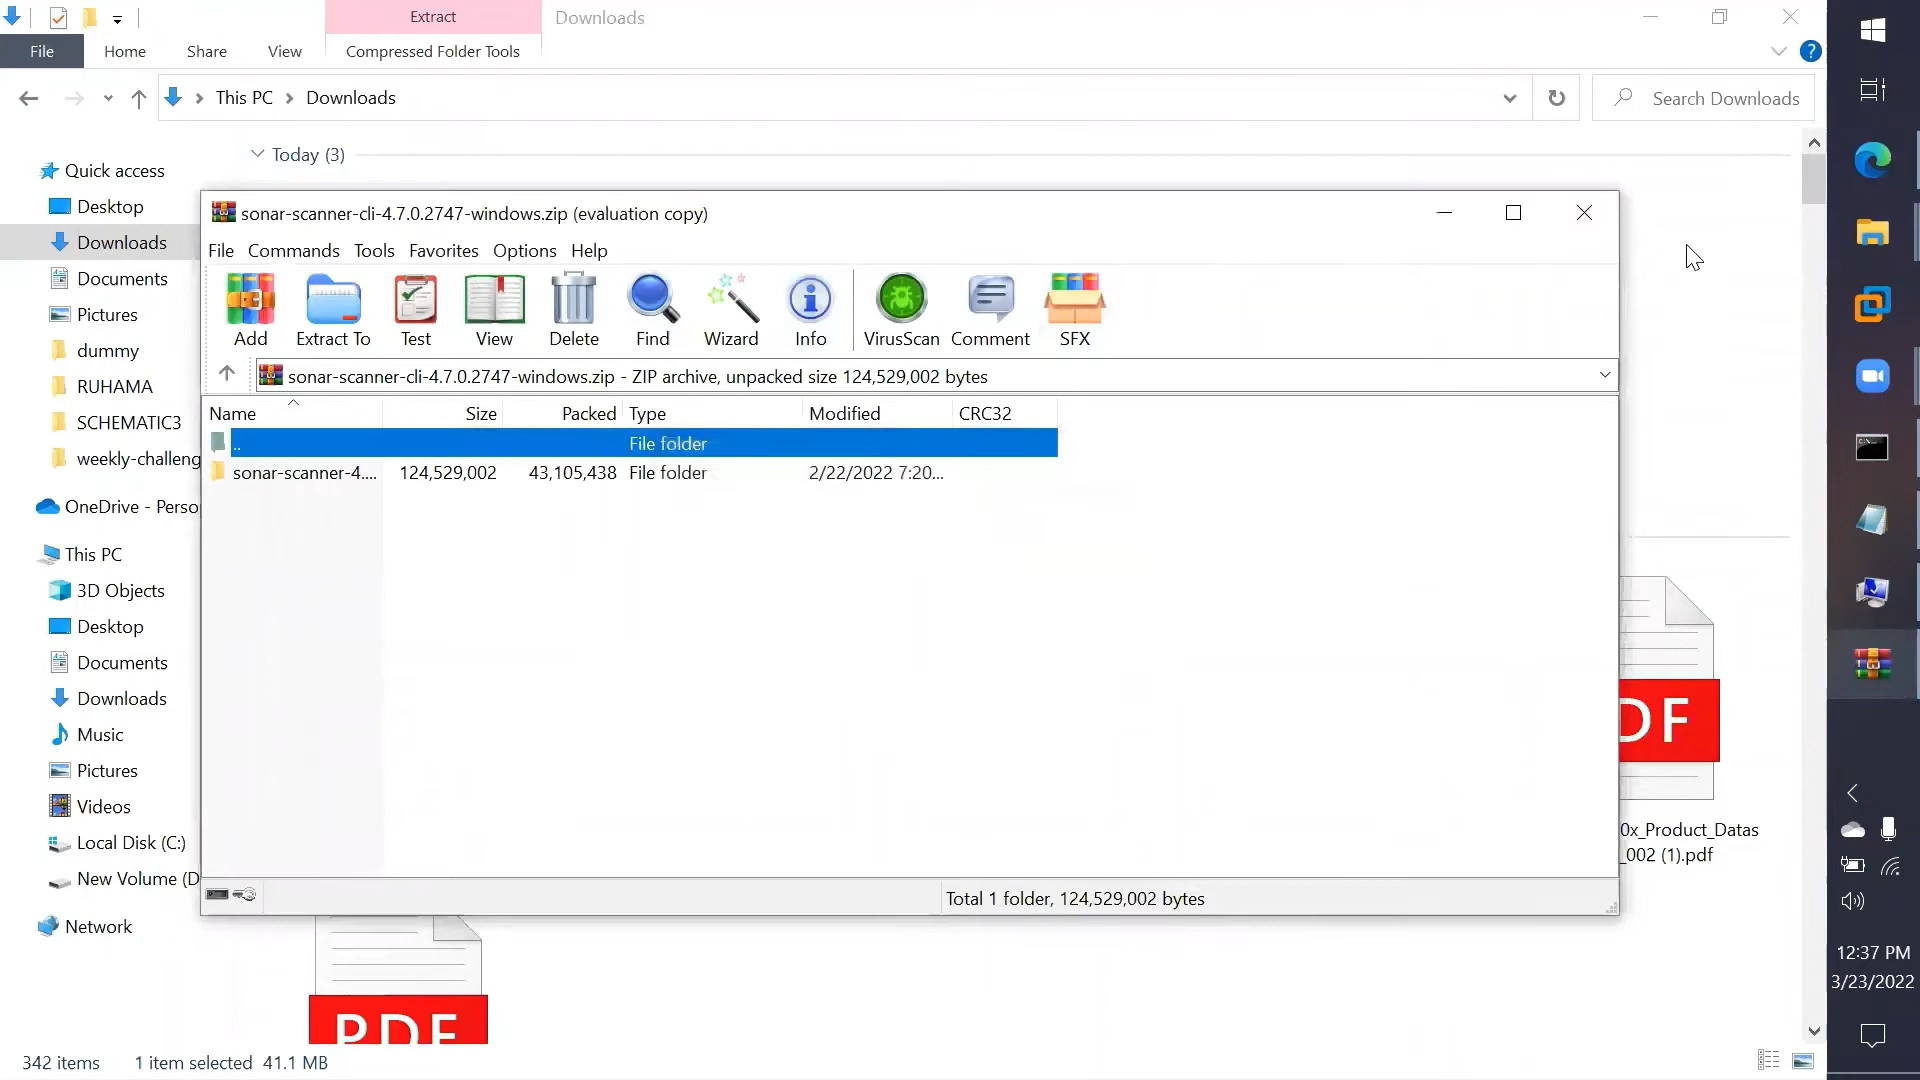 Extract
Downloads
File
Home
Share
View
Compressed Folder Tools
?
This PC
Downloads
Search Downloads
Today (3)
Quick access
Desktop
Downloads
Documents
Pictures
dummy
RUHAMA
SCHEMATIC3
weekly-challeng
OneDrive - Perso
This PC
3D Objects
Desktop
Documents
Downloads
Music
Pictures
Videos
Local Disk (C:)
New Volume (D
Network
sonar-scanner-cli-4.7.0.2747-windows.zip (evaluation copy)
File Commands Tools Favorites Options Help
Add
Extract To
Test
View
Delete
Find
Wizard
Info
VirusScan
Comment
SFX
sonar-scanner-cli-4.7.0.2747-windows.zip - ZIP archive, unpacked size 124,529,002 bytes
Name Size Packed Type Modified CRC32
.. File folder
sonar-scanner-4.... 124,529,002 43,105,438 File folder 2/22/2022 7:20...
Total 1 folder, 124,529,002 bytes
DF
0x_Product_Datas
_002 (1).pdf
PDF
342 items 1 item selected 41.1 MB
12:37 PM
3/23/2022